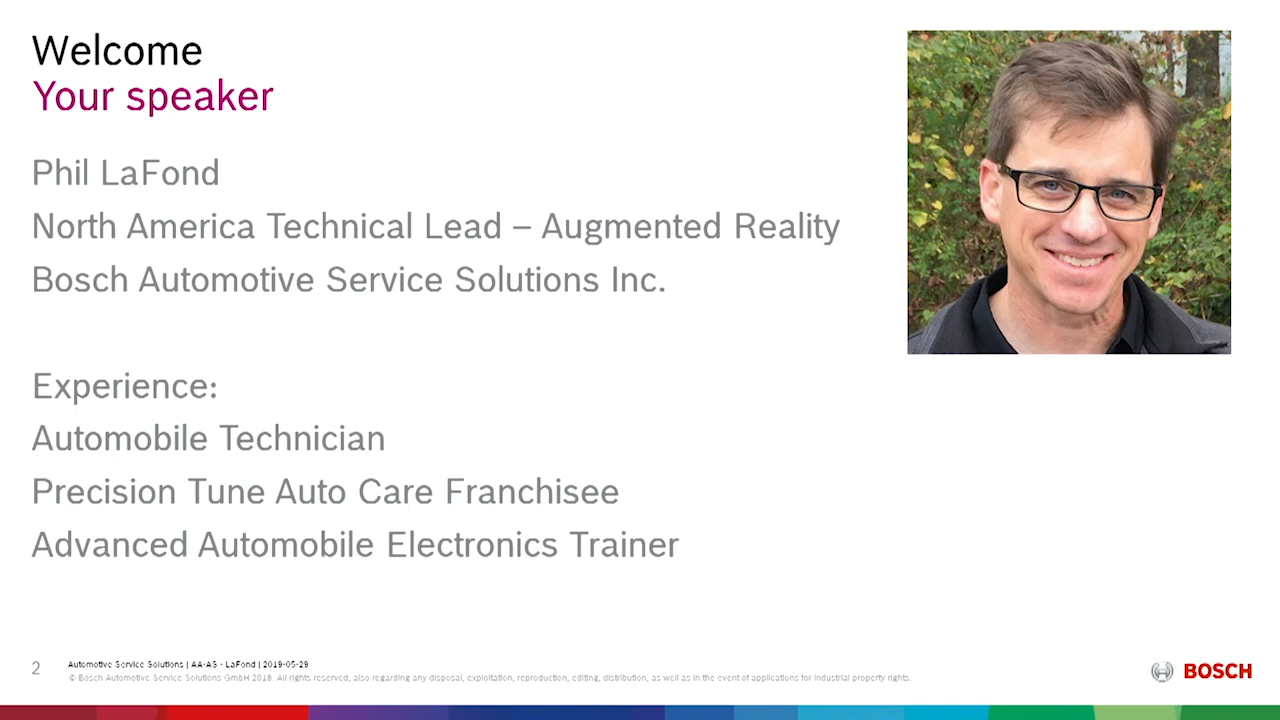 Welcome
Your speaker
Phil LaFond
North America Technical Lead – Augmented Reality
Bosch Automotive Service Solutions Inc.
Experience:
Automobile Technician
Precision Tune Auto Care Franchisee
Advanced Automobile Electronics Trainer
2
Automotive Service Solutions | AA-AS - LaFond | 2019-05-29
© Bosch Automotive Service Solutions GmbH 2018. All rights reserved, also regarding any disposal, exploitation, reproduction, editing, distribution, as well as in the event of applications for industrial property rights.
BOSCH